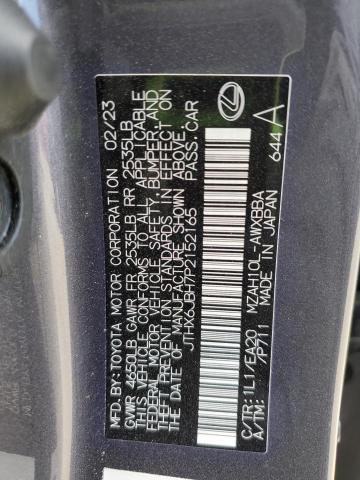 MFD.BY:TOYOTA MOTOR CORPORATION 02/23
GVWR 4650LB GAWR FR 2535LB RR 2535LB
THIS VEHICLE CONFORMS TO ALL APPLICABLE
FEDERAL MOTOR VEHICLE SAFETY, BUMPER, AND
THEFT PREVENTION STANDARDS IN EFFECT ON
THE DATE OF MANUFACTURE SHOWN ABOVE.
JTHX6JBH7P2152165 PASS.CAR
C/TR:1L1/EA20 MZAH10L-AWXBBA
A/TM: /P711 MADE IN JAPAN 644 A